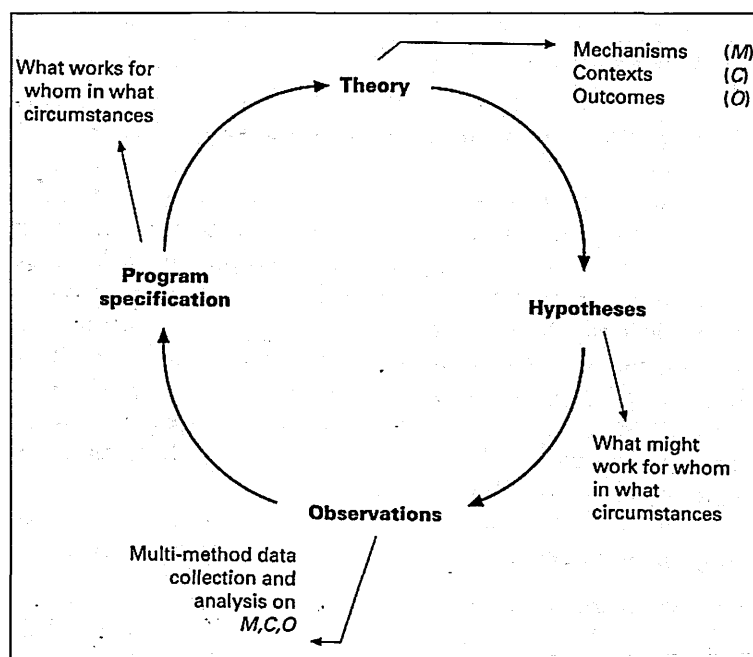 Theory
Mechanisms (M)
Contexts (C)
Outcomes (O)
Hypotheses
What might
work for whom
in what
circumstances
Observations
Multi-method data
collection and
analysis on
M,C,O
Program
specification
What works for
whom in what
circumstances